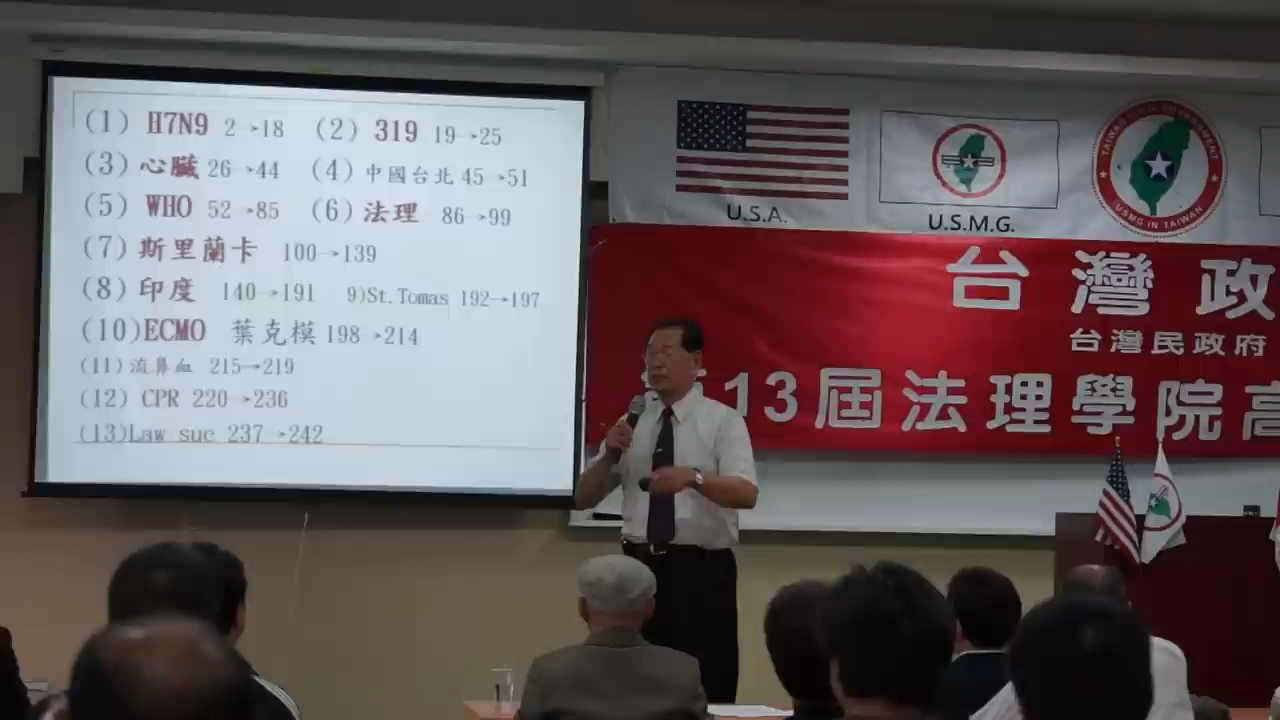 (1) H7N9 2→18 (2) 319 19→25
(3) 心臟 26→44 (4) 中國台北 45→51
(5) WHO 52→85 (6) 法理 86→99
(7) 斯里蘭卡 100→139
(8) 印度 140→191 9)St.Tomas 192→197
(10)ECMO 葉克模 198→214
(11) 流鼻血 215→219
(12) CPR 220→236
(13)Law suc 237→242
U.S.A.
U.S.M.G.
USMG IN TAIWAN
台灣政
台灣民政府
13屆法理學院高